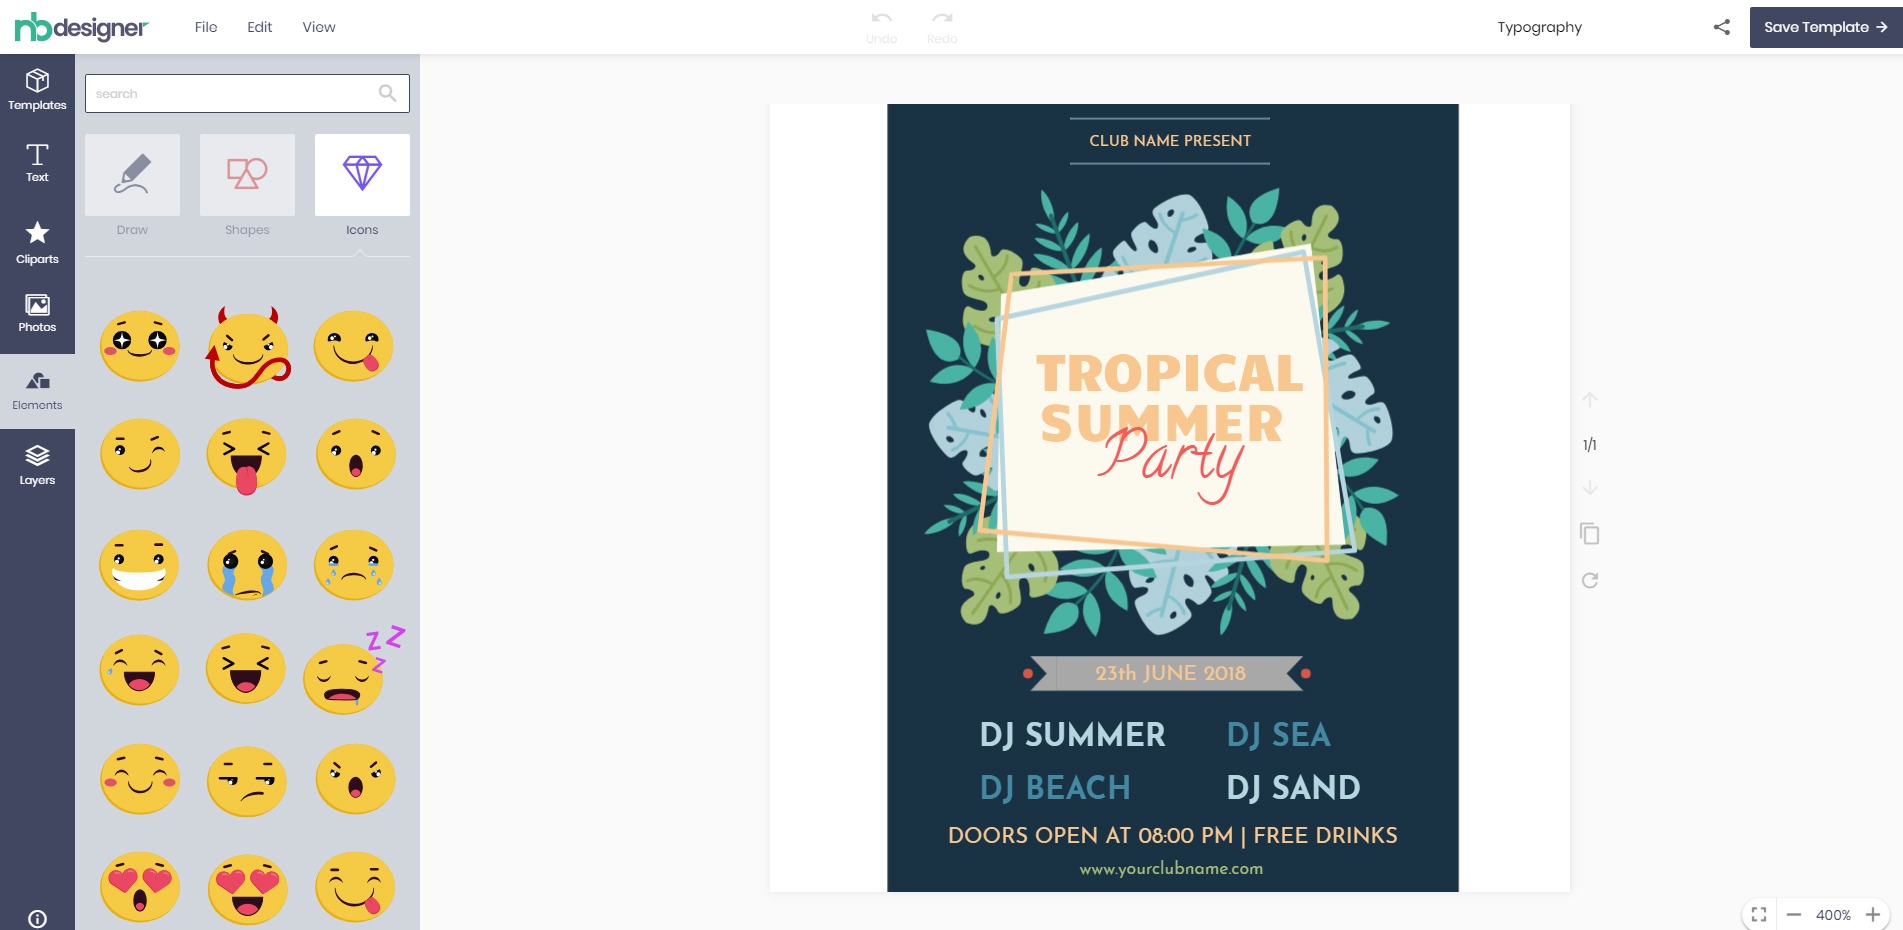 nbdesigner
File
Edit
View
Undo
Redo
Typography
Save Template
Templates
Text
Cliparts
Photos
Elements
Layers
search
Draw
Shapes
Icons
CLUB NAME PRESENT
TROPICAL
SUMMER
Party
23th JUNE 2018
DJ SUMMER
DJ SEA
DJ BEACH
DJ SAND
DOORS OPEN AT 08:00 PM | FREE DRINKS
www.yourclubname.com
Z Z Z
1/1
400%